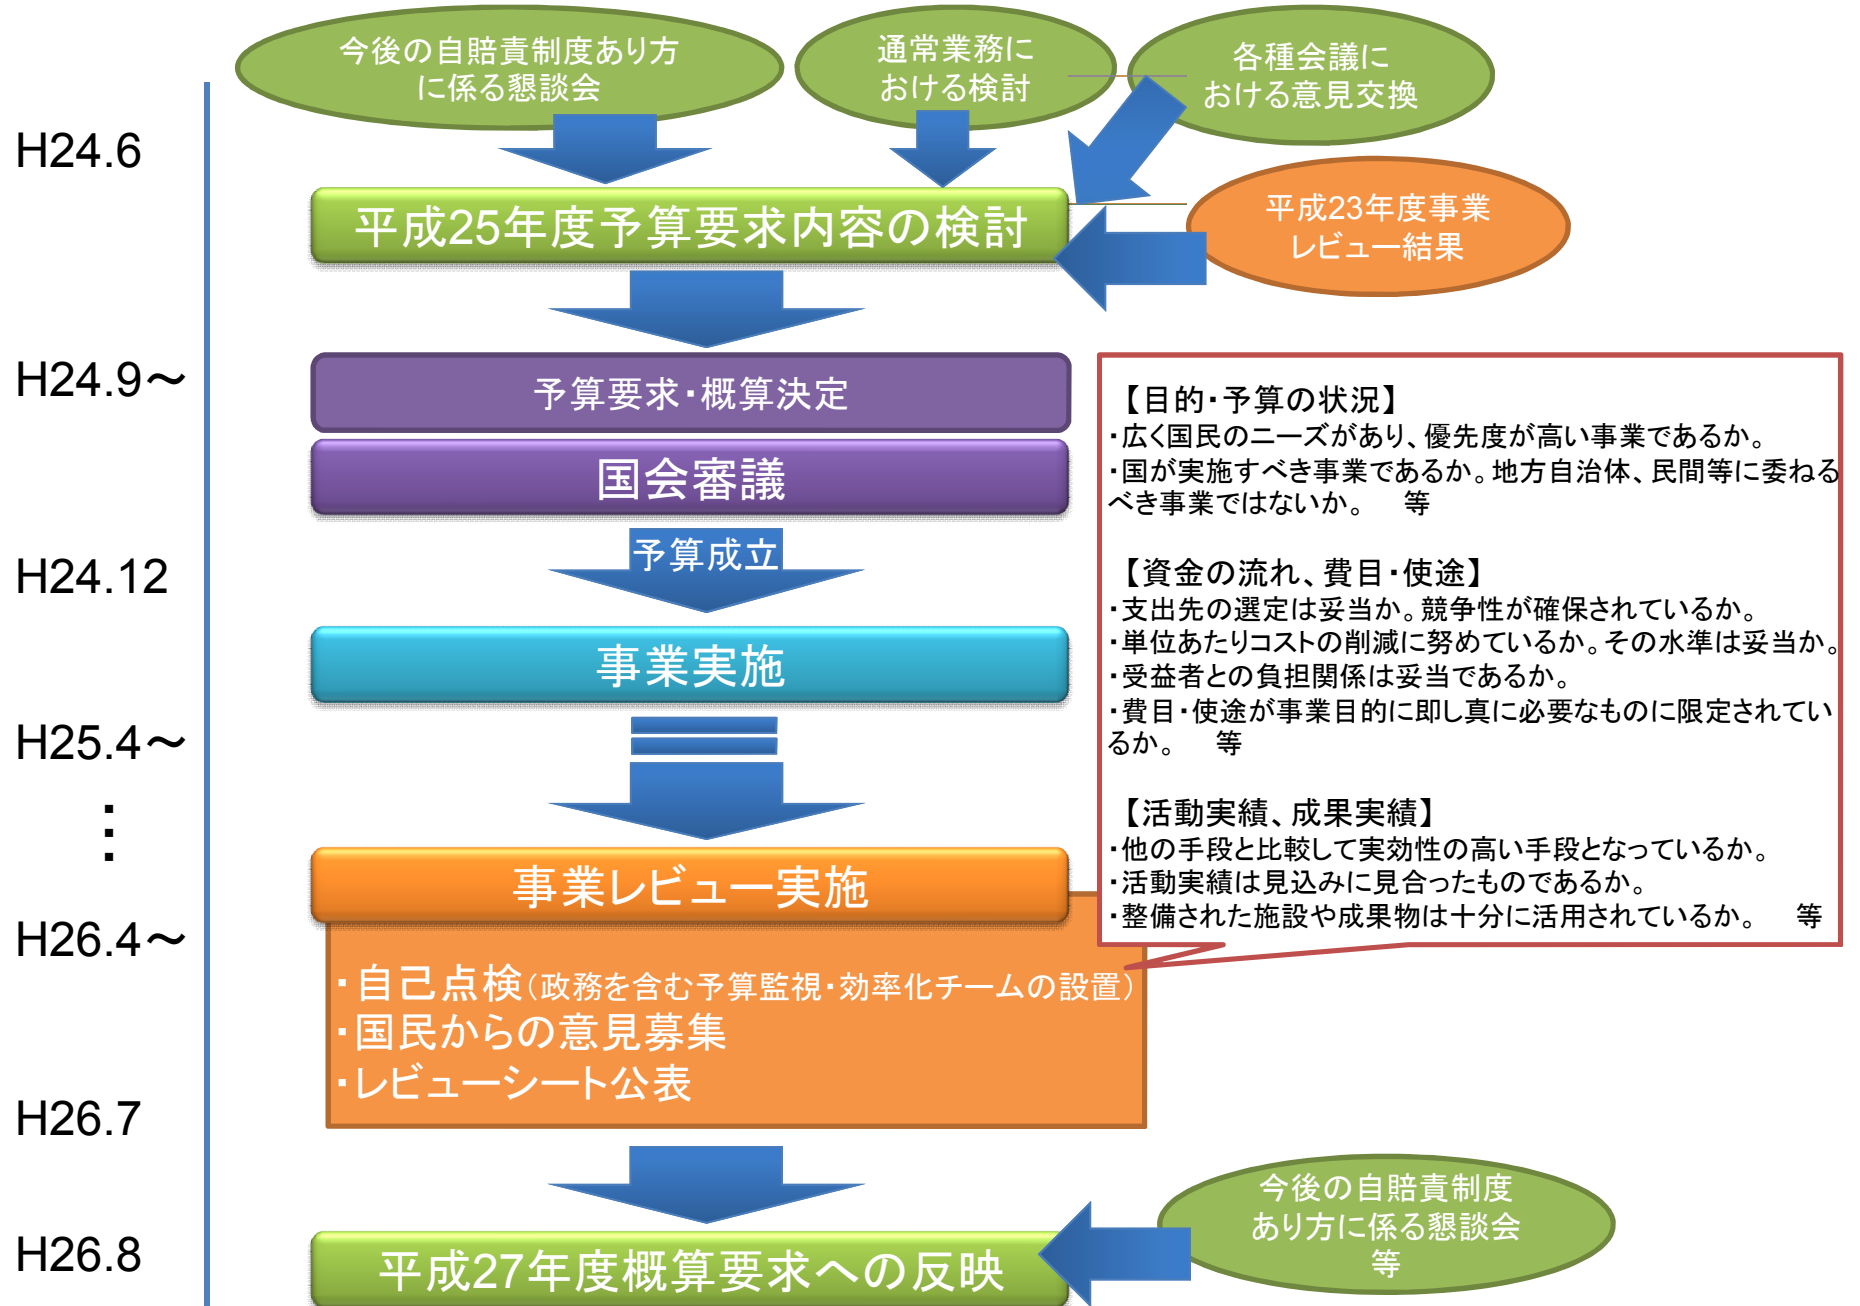 今後の自賠責制度あり方
に係る懇談会
通常業務に
おける検討
各種会議に
おける意見交換
H24.6
平成25年度予算要求内容の検討
平成23年度事業
レビュー結果
H24.9～
予算要求・概算決定
国会審議
H24.12
予算成立
事業実施
H25.4～
⋮
事業レビュー実施
H26.4～
・自己点検（政務を含む予算監視・効率化チームの設置）
・国民からの意見募集
・レビューシート公表
【目的・予算の状況】
・広く国民のニーズがあり、優先度が高い事業であるか。
・国が実施すべき事業であるか。地方自治体、民間等に委ねる
べき事業ではないか。　等
【資金の流れ、費目・使途】
・支出先の選定は妥当か。競争性が確保されているか。
・単位あたりコストの削減に努めているか。その水準は妥当か。
・受益者との負担関係は妥当であるか。
・費目・使途が事業目的に即し真に必要なものに限定されてい
るか。　等
【活動実績、成果実績】
・他の手段と比較して実効性の高い手段となっているか。
・活動実績は見込みに見合ったものであるか。
・整備された施設や成果物は十分に活用されているか。　等
H26.7
H26.8
平成27年度概算要求への反映
今後の自賠責制度
あり方に係る懇談会
等